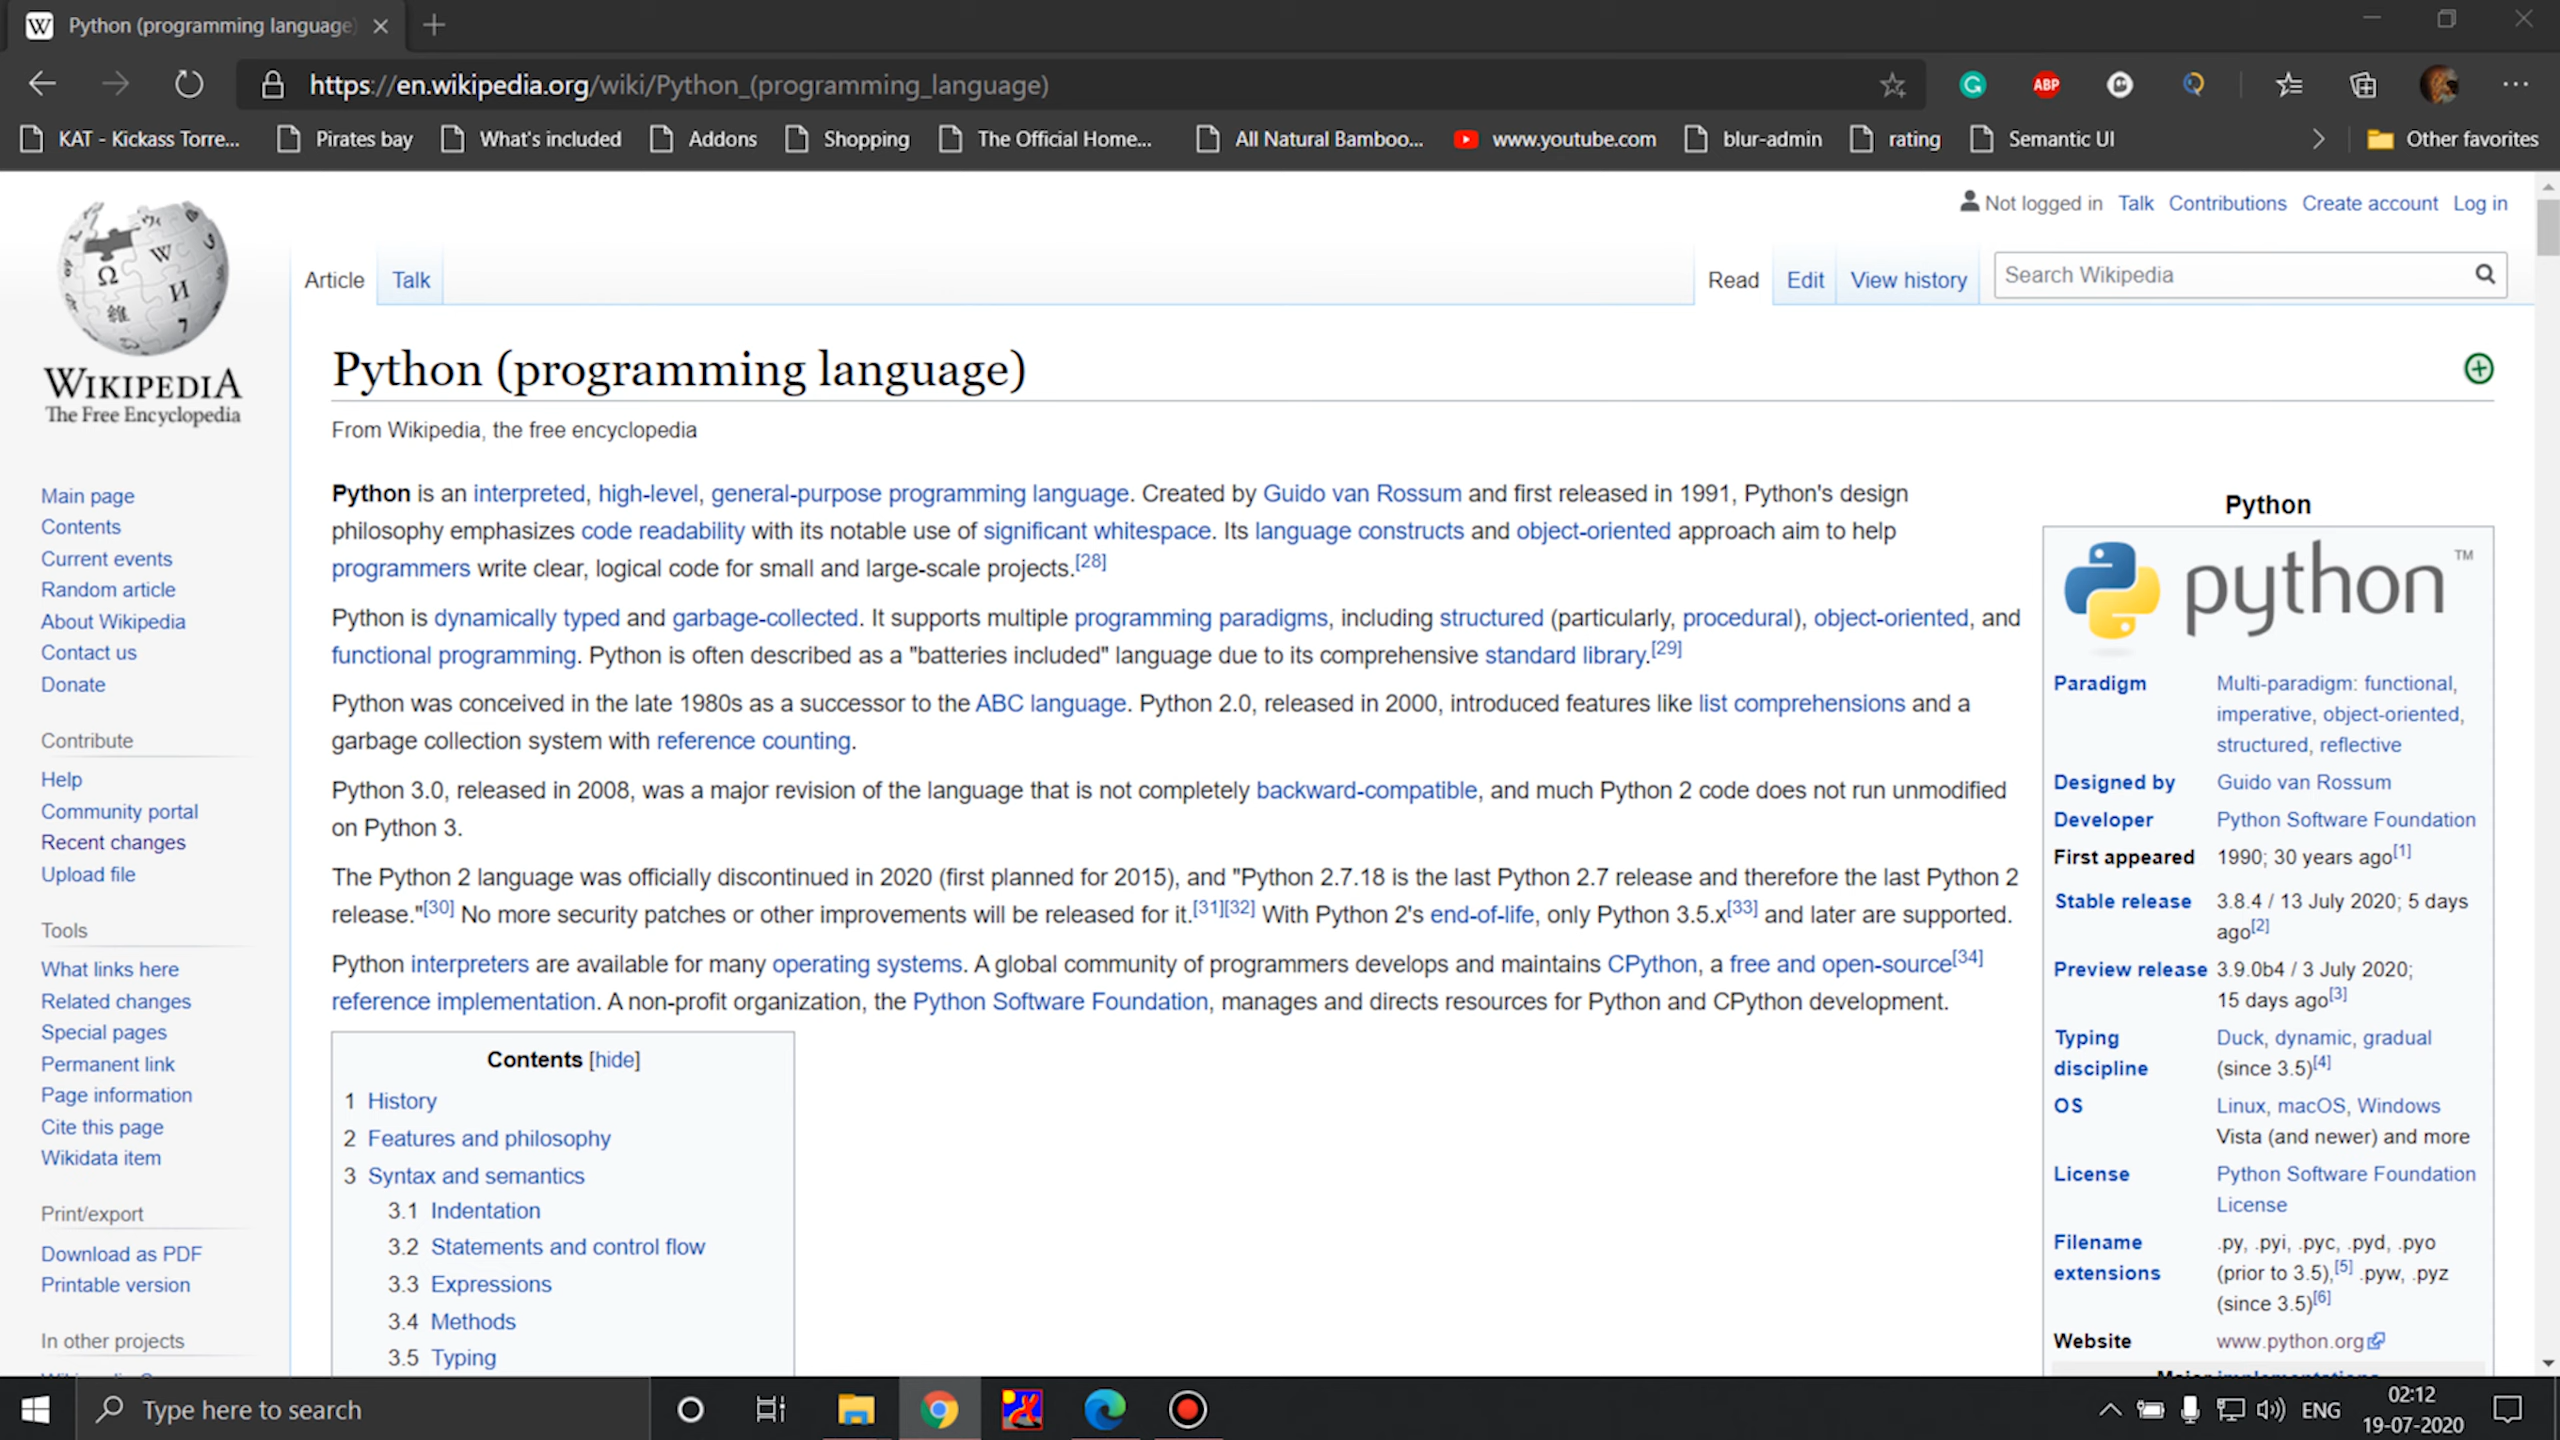 Python (programming language)
https://en.wikipedia.org/wiki/Python_(programming_language)
ABP
KAT - Kickass Torre...
Pirates bay
What's included
Addons
Shopping
The Official Home...
All Natural Bamboo...
www.youtube.com
blur-admin
rating
Semantic UI
Other favorites
WIKIPEDIA
The Free Encyclopedia
Main page
Contents
Current events
Random article
About Wikipedia
Contact us
Donate
Contribute
Help
Community portal
Recent changes
Upload file
Tools
What links here
Related changes
Special pages
Permanent link
Page information
Cite this page
Wikidata item
Print/export
Download as PDF
Printable version
In other projects
Not logged in Talk Contributions Create account Log in
Article Talk
Read Edit View history
Search Wikipedia
Python (programming language)
From Wikipedia, the free encyclopedia
Python is an interpreted, high-level, general-purpose programming language. Created by Guido van Rossum and first released in 1991, Python's design
philosophy emphasizes code readability with its notable use of significant whitespace. Its language constructs and object-oriented approach aim to help
programmers write clear, logical code for small and large-scale projects.[28]
Python is dynamically typed and garbage-collected. It supports multiple programming paradigms, including structured (particularly, procedural), object-oriented, and
functional programming. Python is often described as a "batteries included" language due to its comprehensive standard library.[29]
Python was conceived in the late 1980s as a successor to the ABC language. Python 2.0, released in 2000, introduced features like list comprehensions and a
garbage collection system with reference counting.
Python 3.0, released in 2008, was a major revision of the language that is not completely backward-compatible, and much Python 2 code does not run unmodified
on Python 3.
The Python 2 language was officially discontinued in 2020 (first planned for 2015), and "Python 2.7.18 is the last Python 2.7 release and therefore the last Python 2
release."[30] No more security patches or other improvements will be released for it.[31][32] With Python 2's end-of-life, only Python 3.5.x[33] and later are supported.
Python interpreters are available for many operating systems. A global community of programmers develops and maintains CPython, a free and open-source[34]
reference implementation. A non-profit organization, the Python Software Foundation, manages and directs resources for Python and CPython development.
Contents [hide]
1 History
2 Features and philosophy
3 Syntax and semantics
3.1 Indentation
3.2 Statements and control flow
3.3 Expressions
3.4 Methods
3.5 Typing
Python
python TM
Paradigm Multi-paradigm: functional,
imperative, object-oriented,
structured, reflective
Designed by Guido van Rossum
Developer Python Software Foundation
First appeared 1990; 30 years ago[1]
Stable release 3.8.4 / 13 July 2020; 5 days
ago[2]
Preview release 3.9.0b4 / 3 July 2020;
15 days ago[3]
Typing Duck, dynamic, gradual
discipline (since 3.5)[4]
OS Linux, macOS, Windows
Vista (and newer) and more
License Python Software Foundation
License
Filename .py, .pyi, .pyc, .pyd, .pyo
extensions (prior to 3.5),[5] .pyw, .pyz
(since 3.5)[6]
Website www.python.org
Major implementations
Type here to search
ENG
02:12
19-07-2020